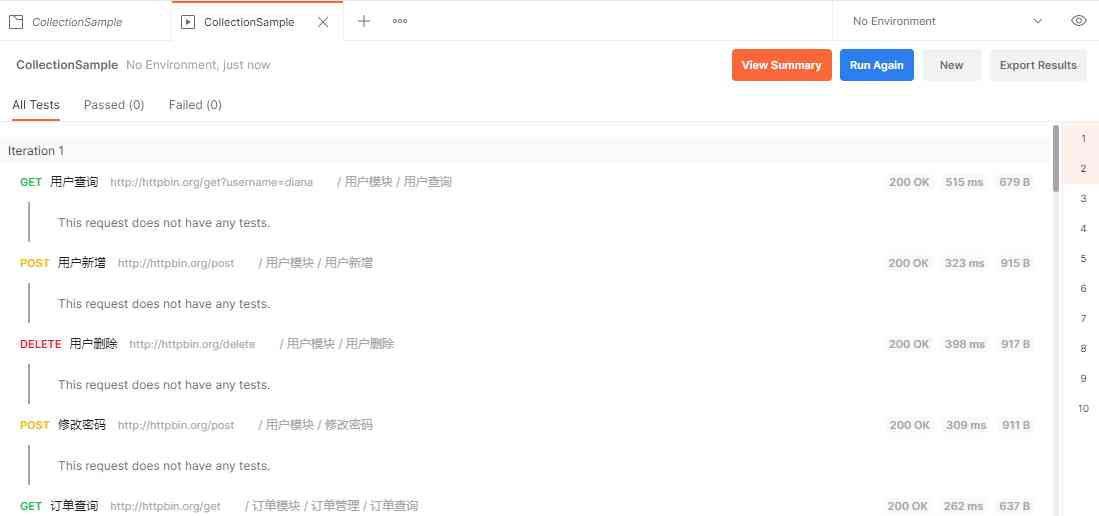 CollectionSample CollectionSample No Environment
CollectionSample No Environment, just now View Summary Run Again New Export Results
All Tests Passed (0) Failed (0)
Iteration 1
GET 用户查询 http://httpbin.org/get?username=diana / 用户模块 / 用户查询 200 OK 515 ms 679 B
This request does not have any tests.
POST 用户新增 http://httpbin.org/post / 用户模块 / 用户新增 200 OK 323 ms 915 B
This request does not have any tests.
DELETE 用户删除 http://httpbin.org/delete / 用户模块 / 用户删除 200 OK 398 ms 917 B
This request does not have any tests.
POST 修改密码 http://httpbin.org/post / 用户模块 / 修改密码 200 OK 309 ms 911 B
This request does not have any tests.
GET 订单查询 http://httpbin.org/get / 订单模块 / 订单管理 / 订单查询 200 OK 262 ms 637 B
1
2
3
4
5
6
7
8
9
10